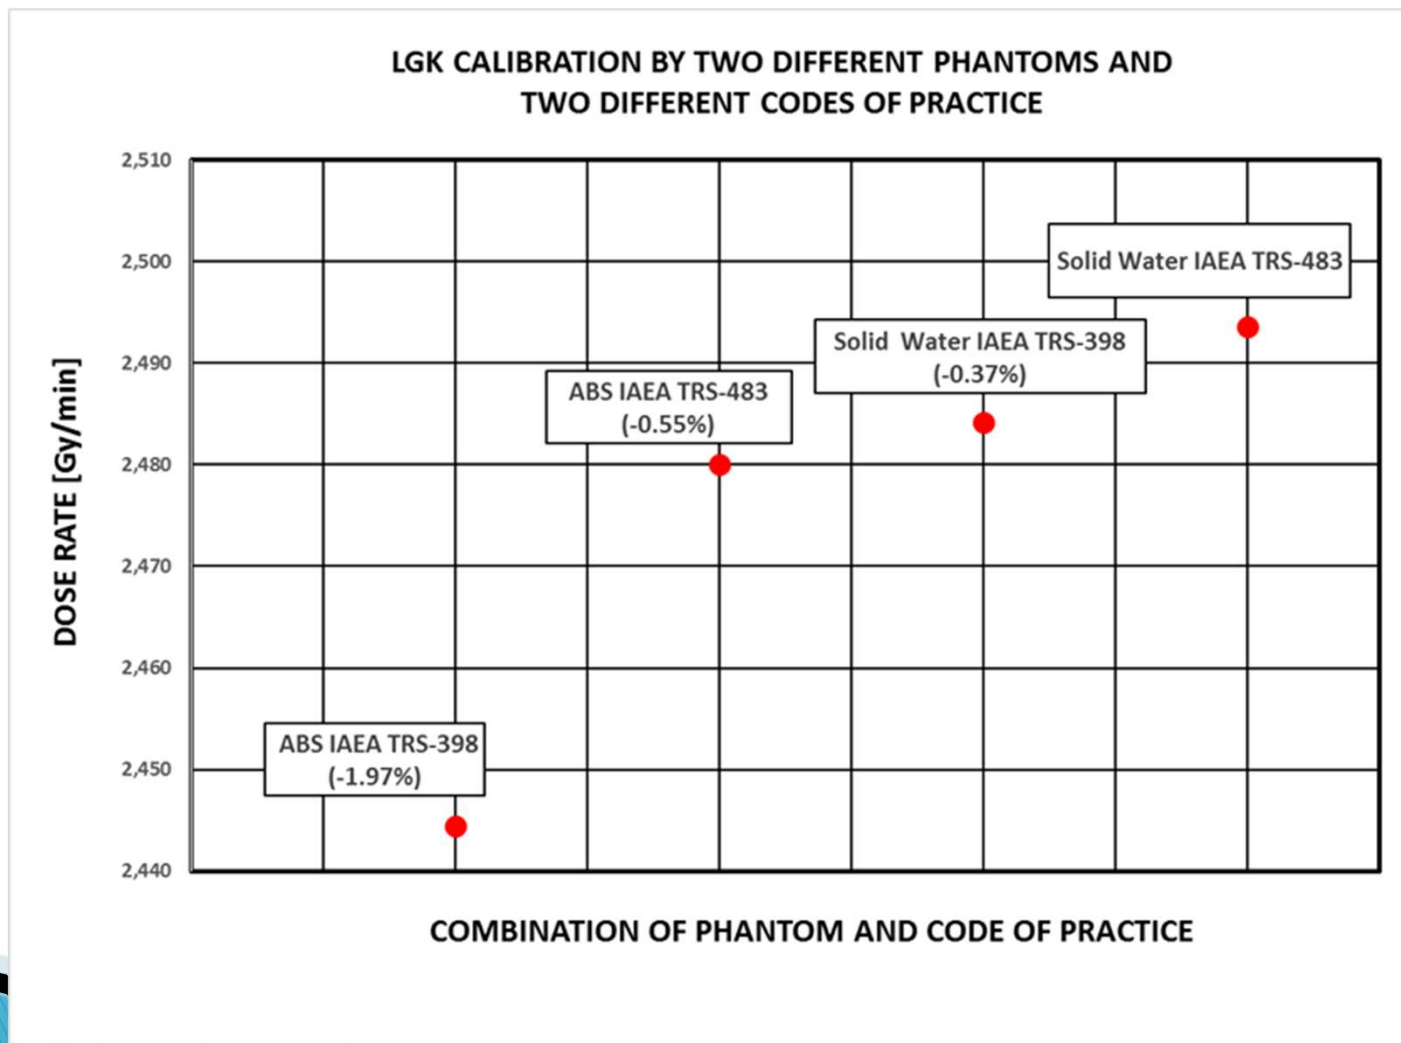 LGK CALIBRATION BY TWO DIFFERENT PHANTOMS AND
TWO DIFFERENT CODES OF PRACTICE
2,510
2,500
2,490
2,480
2,470
2,460
2,450
2,440
DOSE RATE [Gy/min]
Solid Water IAEA TRS-483
Solid Water IAEA TRS-398
(-0.37%)
ABS IAEA TRS-483
(-0.55%)
ABS IAEA TRS-398
(-1.97%)
COMBINATION OF PHANTOM AND CODE OF PRACTICE